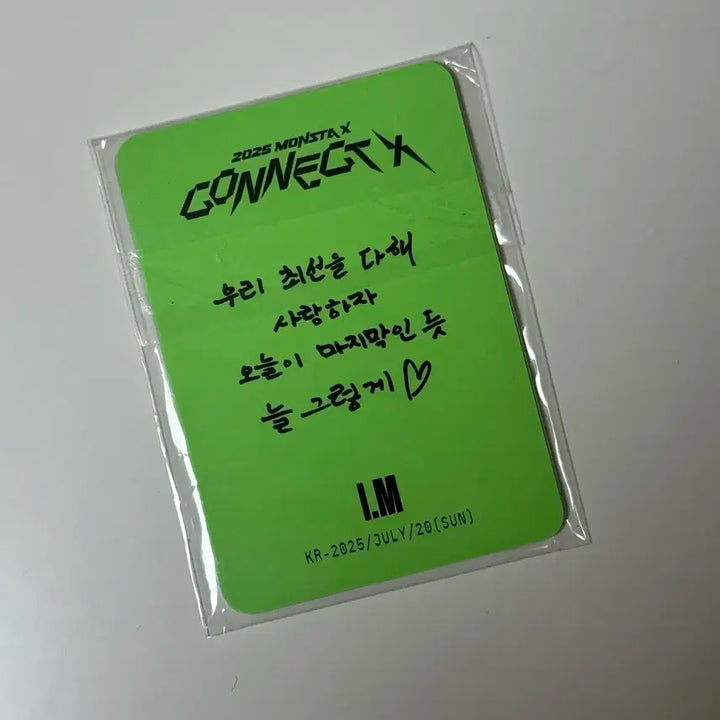 2025 MONSTA X
CONNECT X
우리 최선을 다해
사랑하자
오늘이 마지막인 듯
늘 그렇게♡
I.M
KR-2025/JULY/20(SUN)